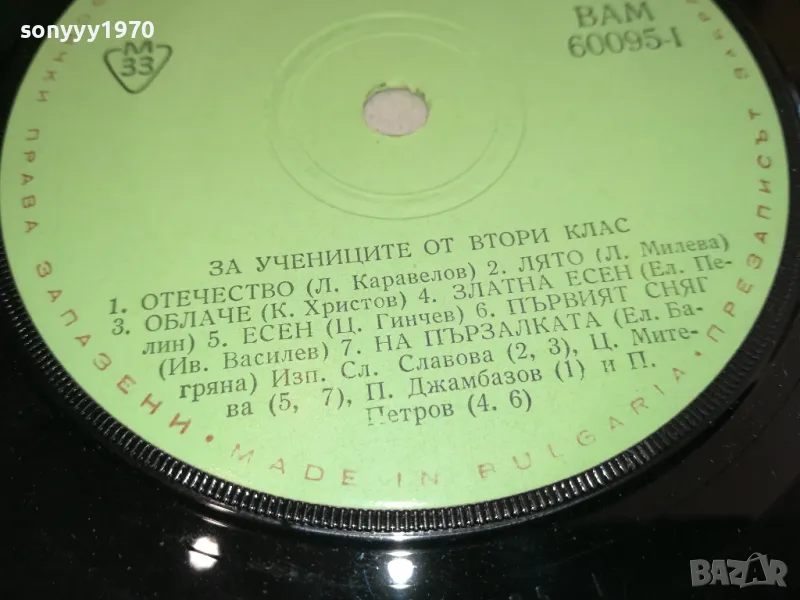 sonyyy1970
М
33
ВАМ
60095-I
ЗА УЧЕНИЦИТЕ ОТ ВТОРИ КЛАС
1. ОТЕЧЕСТВО (Л. Каравелов) 2. ЛЯТО (Л. Милева)
3. ОБЛАЧЕ (К. Христов) 4. ЗЛАТНА ЕСЕН (Ел. Пе-
лин) 5. ЕСЕН (Ц. Гинчев) 6. ПЪРВИЯТ СНЯГ
(Ив. Василев) 7. НА ПЪРЗАЛКАТА (Ел. Ба-
гряна) Изп. Сл. Славова (2, 3), Ц. Мите-
ва (5, 7), П. Джамбазов (1) и П.
Петров (4. 6)
ПРАВА ЗАПАЗЕНИ • MADE IN BULGARIA • ПРЕЗАПИСЪТ
BAZAR